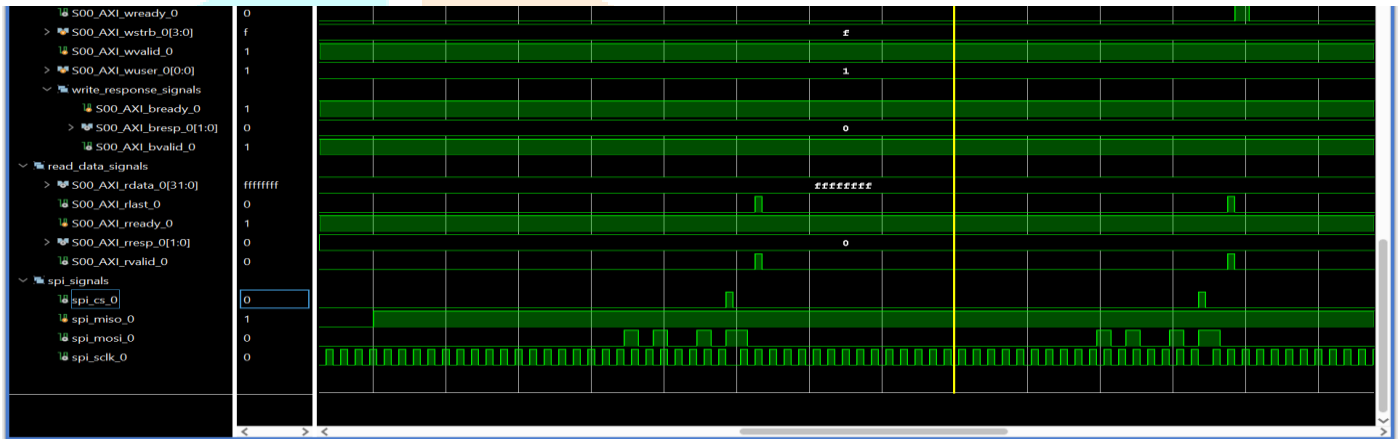 S00_AXI_wready_0 0
S00_AXI_wstrb_0[3:0] f f
S00_AXI_wvalid_0 1
S00_AXI_wuser_0[0:0] 1 1
write_response_signals
S00_AXI_bready_0 1
S00_AXI_bresp_0[1:0] 0 0
S00_AXI_bvalid_0 1
read_data_signals
S00_AXI_rdata_0[31:0] ffffffff ffffffff
S00_AXI_rlast_0 0
S00_AXI_rready_0 1
S00_AXI_rresp_0[1:0] 0 0
S00_AXI_rvalid_0 0
spi_signals
spi_cs_0 0
spi_miso_0 1
spi_mosi_0 0
spi_sclk_0 0